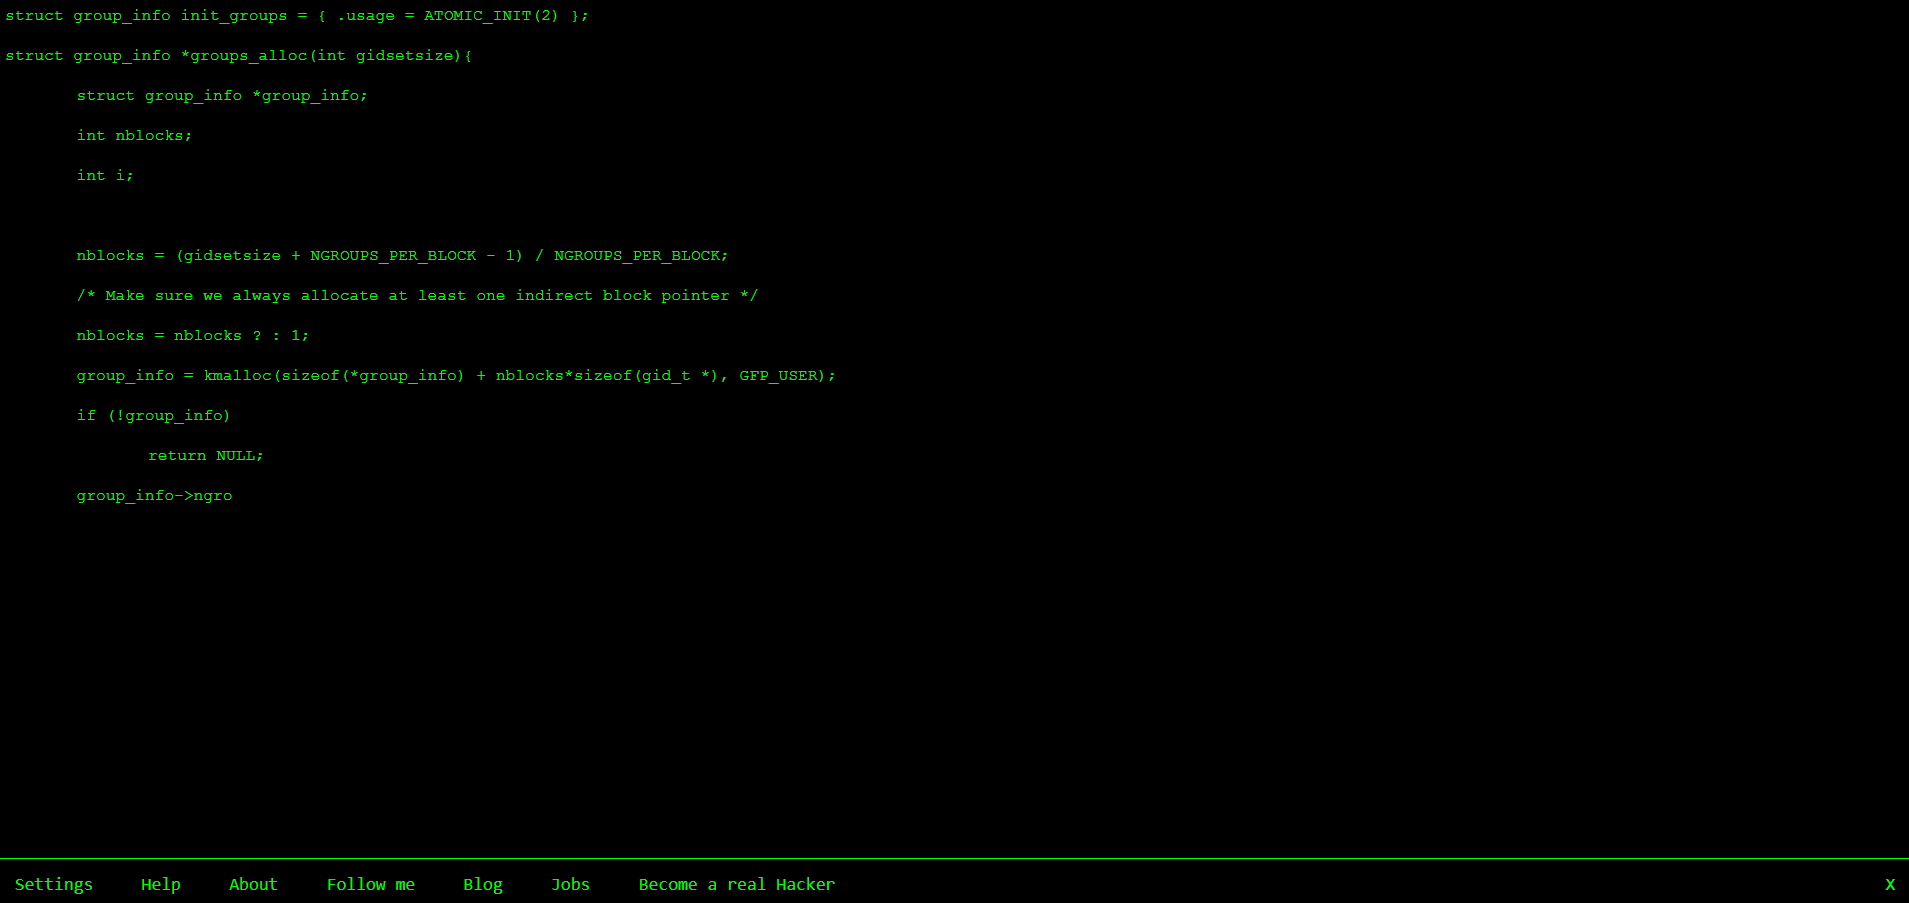 struct group_info init_groups = { .usage = ATOMIC_INIT(2) };
struct group_info *groups_alloc(int gidsetsize){
struct group_info *group_info;
int nblocks;
int i;
nblocks = (gidsetsize + NGROUPS_PER_BLOCK - 1) / NGROUPS_PER_BLOCK;
/* Make sure we always allocate at least one indirect block pointer */
nblocks = nblocks ? : 1;
group_info = kmalloc(sizeof(*group_info) + nblocks*sizeof(gid_t *), GFP_USER);
if (!group_info)
return NULL;
group_info->ngro
Settings Help About Follow me Blog Jobs Become a real Hacker X